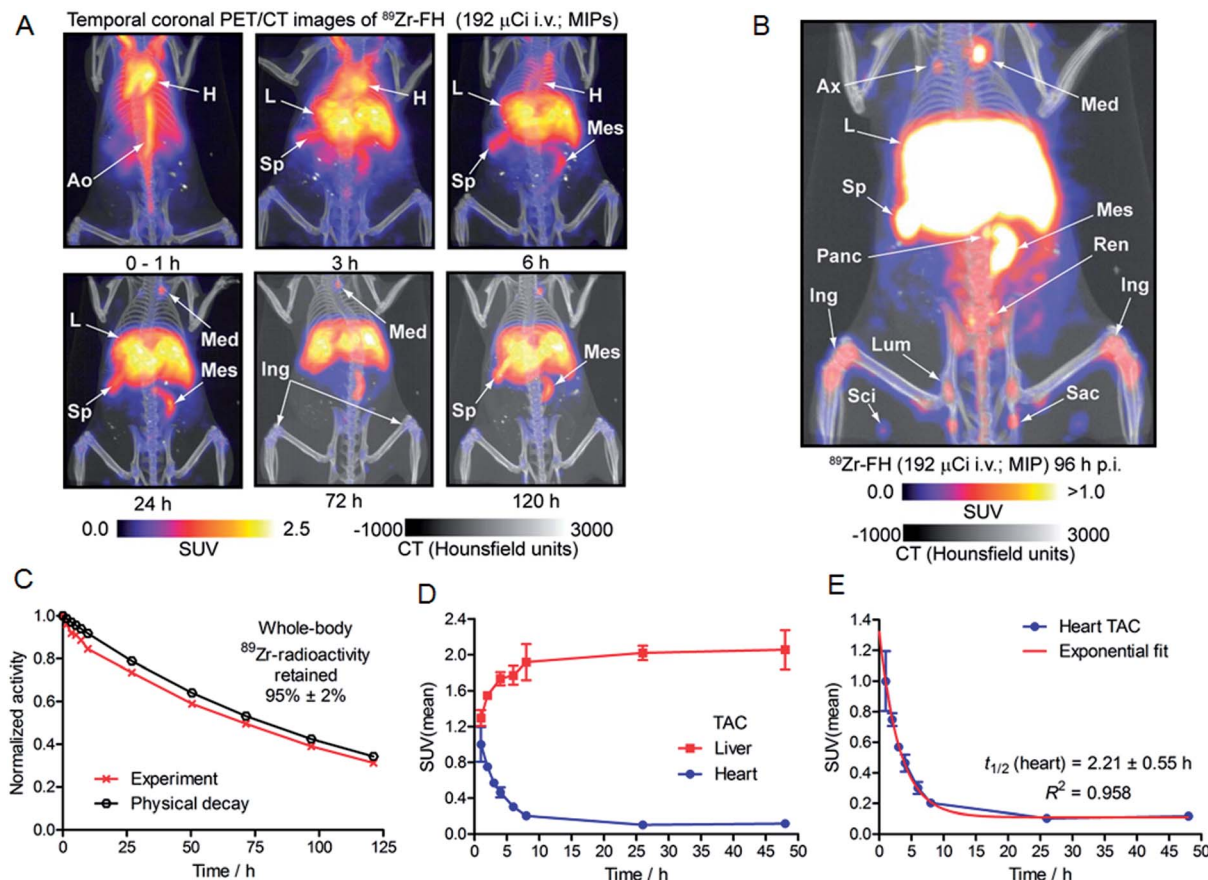 A
Temporal coronal PET/CT images of ⁸⁹Zr-FH (192 μCi i.v.; MIPs)
H
Ao
0 - 1 h
L
H
Sp
3 h
L
H
Mes
Sp
6 h
L
Med
Mes
Sp
24 h
Med
Ing
72 h
Mes
Sp
120 h
0.0 2.5
SUV
-1000 3000
CT (Hounsfield units)
B
Ax
Med
L
Sp
Mes
Panc
Ren
Ing
Ing
Lum
Sci
Sac
⁸⁹Zr-FH (192 μCi i.v.; MIP) 96 h p.i.
0.0 >1.0
SUV
-1000 3000
CT (Hounsfield units)
C
Normalized activity
1.0
0.8
0.6
0.4
0.2
0.0
Whole-body
⁸⁹Zr-radioactivity
retained
95% ± 2%
Experiment
Physical decay
0 25 50 75 100 125
Time / h
D
SUV(mean)
2.4
2.0
1.6
1.2
0.8
0.4
0.0
TAC
Liver
Heart
0 5 10 15 20 25 30 35 40 45 50
Time / h
E
SUV(mean)
1.4
1.2
1.0
0.8
0.6
0.4
0.2
0.0
Heart TAC
Exponential fit
t1/2 (heart) = 2.21 ± 0.55 h
R² = 0.958
0 5 10 15 20 25 30 35 40 45 50
Time / h